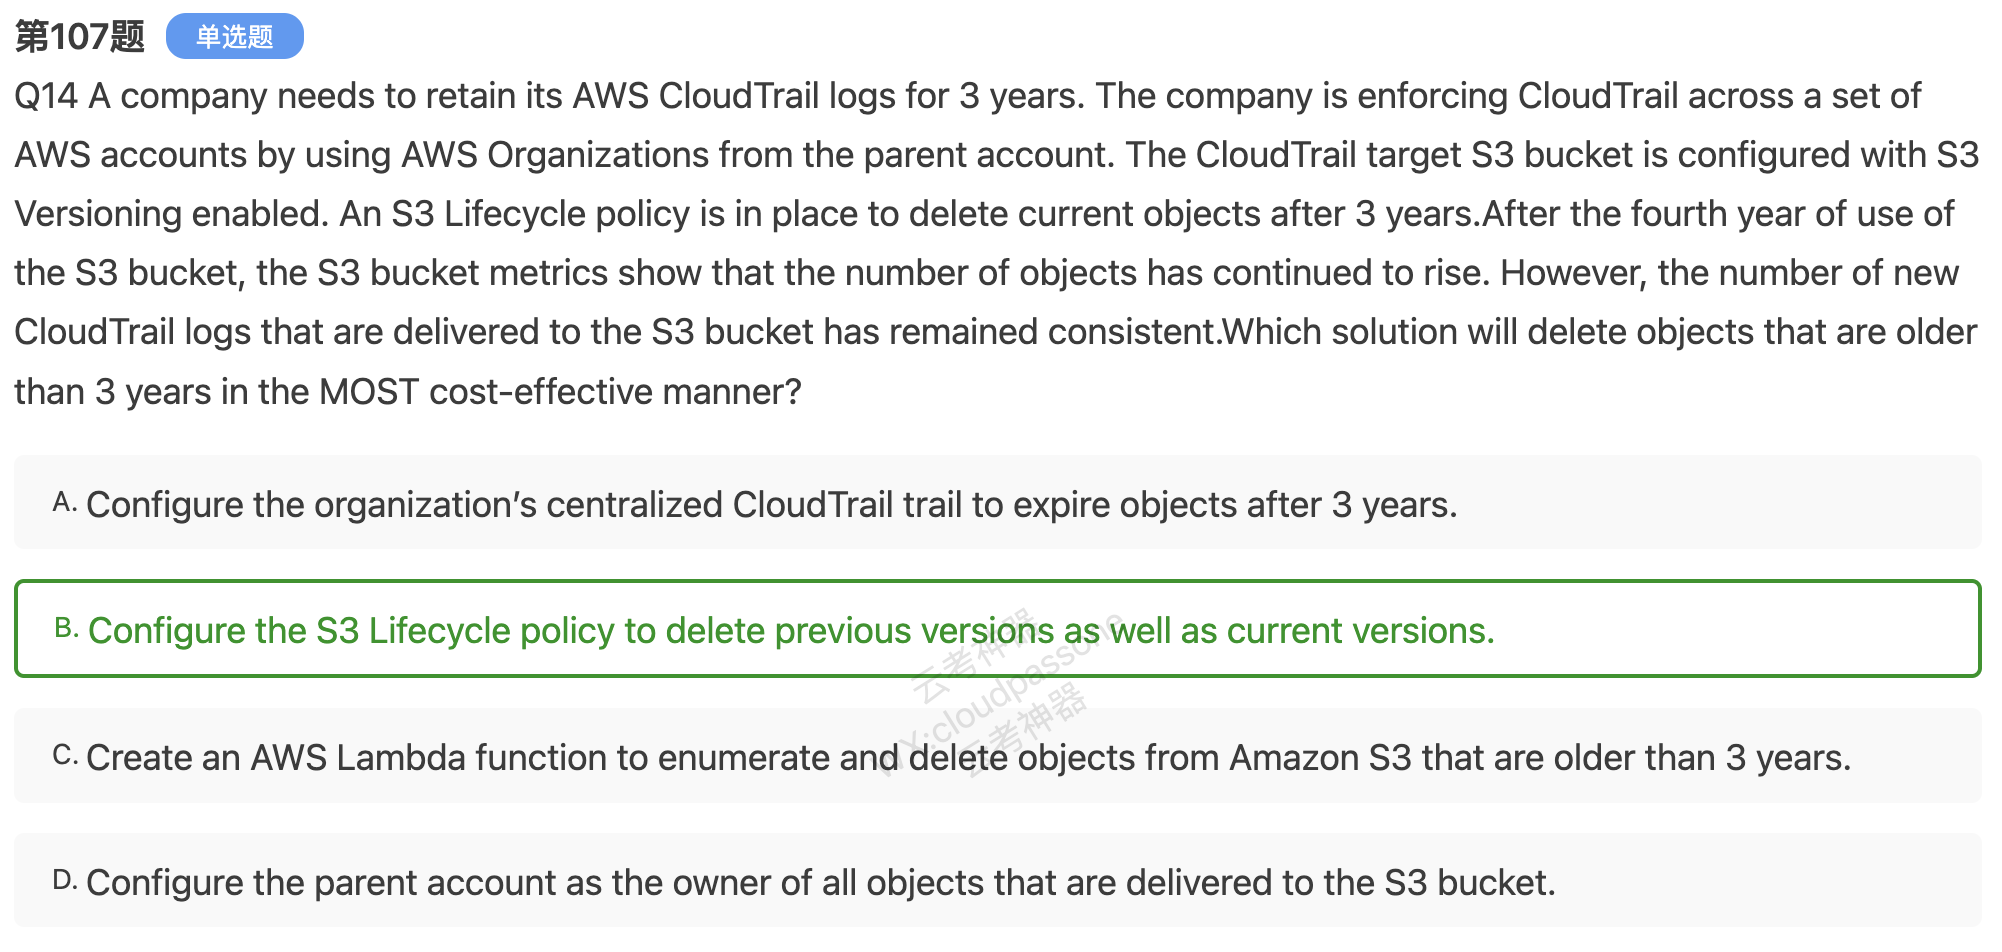 第107题 单选题
Q14 A company needs to retain its AWS CloudTrail logs for 3 years. The company is enforcing CloudTrail across a set of
AWS accounts by using AWS Organizations from the parent account. The CloudTrail target S3 bucket is configured with S3
Versioning enabled. An S3 Lifecycle policy is in place to delete current objects after 3 years.After the fourth year of use of
the S3 bucket, the S3 bucket metrics show that the number of objects has continued to rise. However, the number of new
CloudTrail logs that are delivered to the S3 bucket has remained consistent.Which solution will delete objects that are older
than 3 years in the MOST cost-effective manner?
A. Configure the organization’s centralized CloudTrail trail to expire objects after 3 years.
B. Configure the S3 Lifecycle policy to delete previous versions as well as current versions.
云考神器
WX:cloudpassone
云考神器
C. Create an AWS Lambda function to enumerate and delete objects from Amazon S3 that are older than 3 years.
D. Configure the parent account as the owner of all objects that are delivered to the S3 bucket.